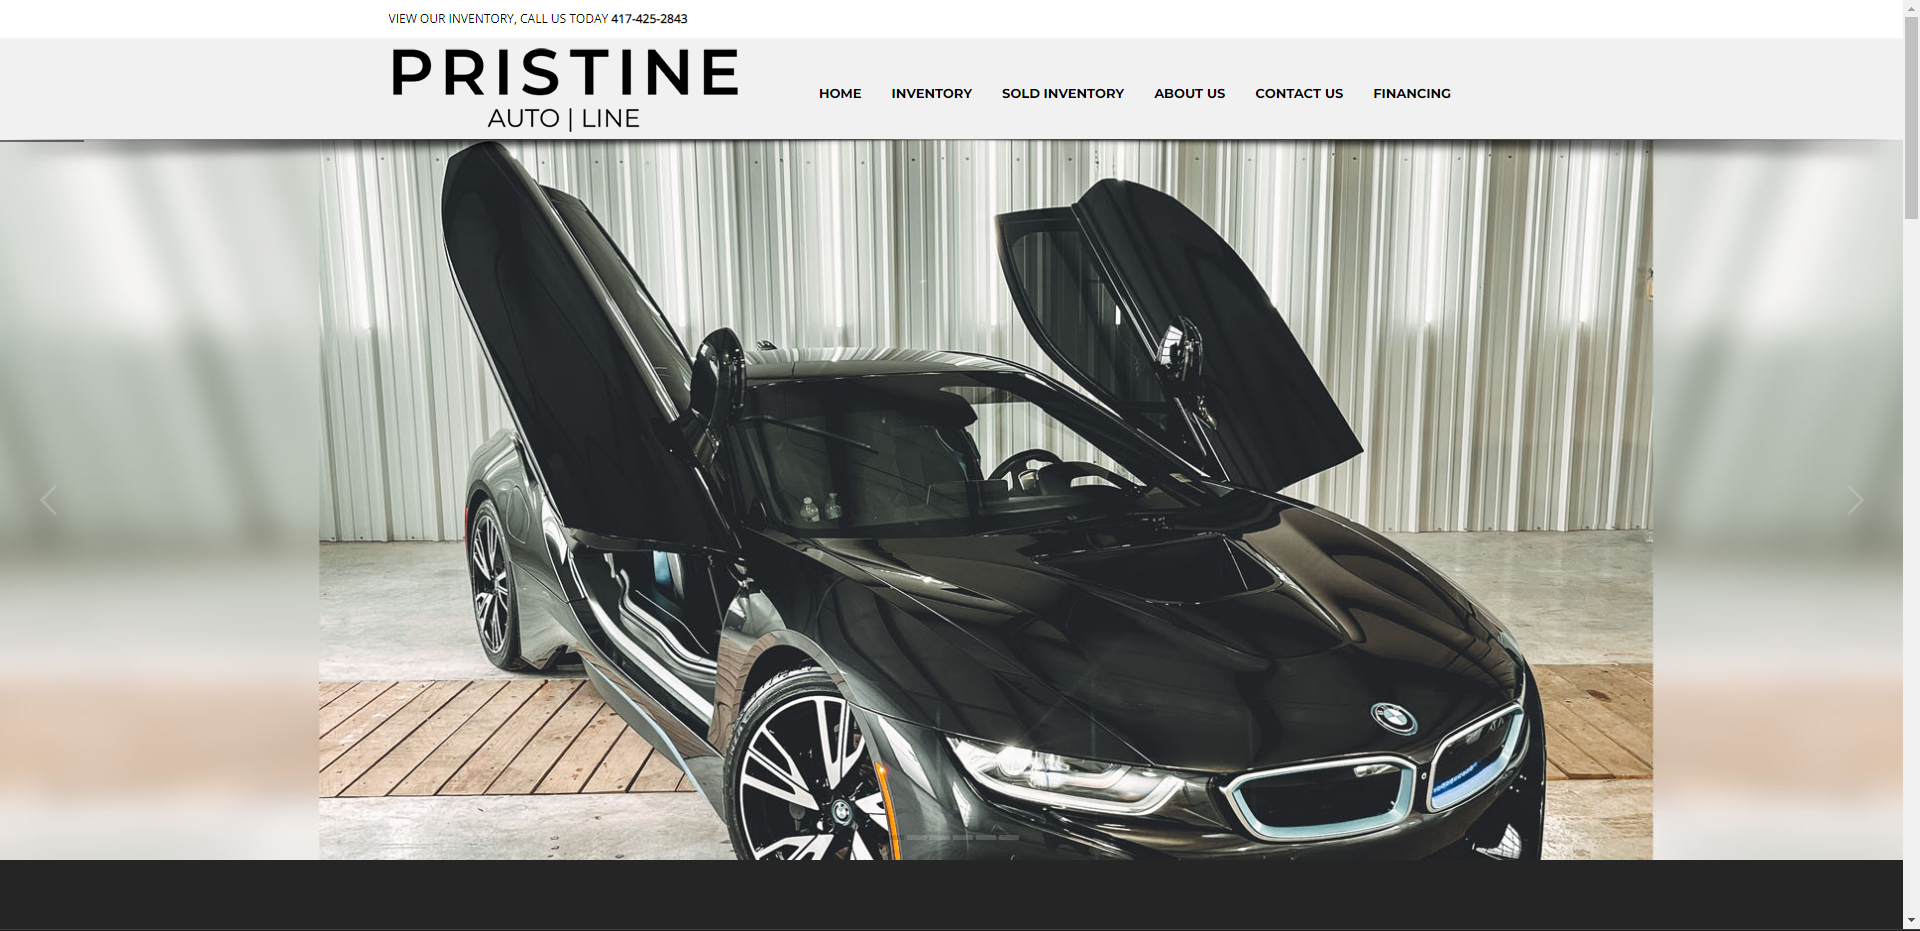 VIEW OUR INVENTORY, CALL US TODAY 417-425-2843
PRISTINE
AUTO | LINE
HOME INVENTORY SOLD INVENTORY ABOUT US CONTACT US FINANCING